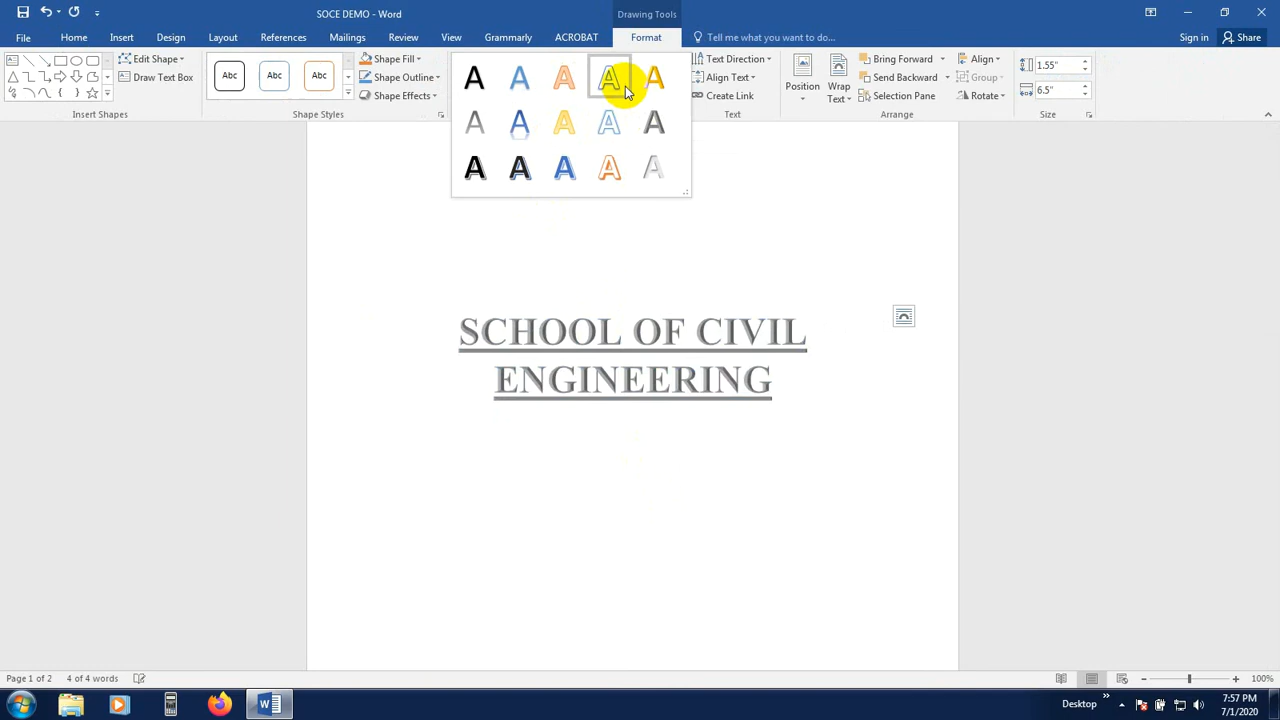 SOCE DEMO - Word
Drawing Tools
File Insert Design Layout References Mailings Review View Grammarly ACROBAT Format Tell me what you want to do... Sign in Share
Edit Shape
Draw Text Box
Insert Shapes
Abc Abc Abc
Shape Fill
Shape Outline
Shape Effects
Shape Styles
A A A A A
A A A A A
A A A A A
Text Direction
Align Text
Create Link
Text
Position
Wrap Text
Bring Forward
Send Backward
Selection Pane
Align
Group
Rotate
Arrange
1.55"
6.5"
Size
SCHOOL OF CIVIL
ENGINEERING
Page 1 of 2 4 of 4 words 100%
Desktop
7:57 PM
7/1/2020